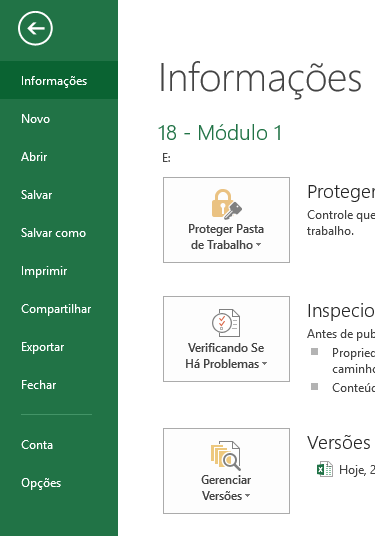 Informações
Novo
Abrir
Salvar
Salvar como
Imprimir
Compartilhar
Exportar
Fechar
Conta
Opções
Informações
18 - Módulo 1
E:
Proteger Pasta
de Trabalho
Proteger
Controle que
trabalho.
Verificando Se
Há Problemas
Inspecio
Antes de pub
Propried
caminho
Conteúd
Gerenciar
Versões
Versões
Hoje, 2